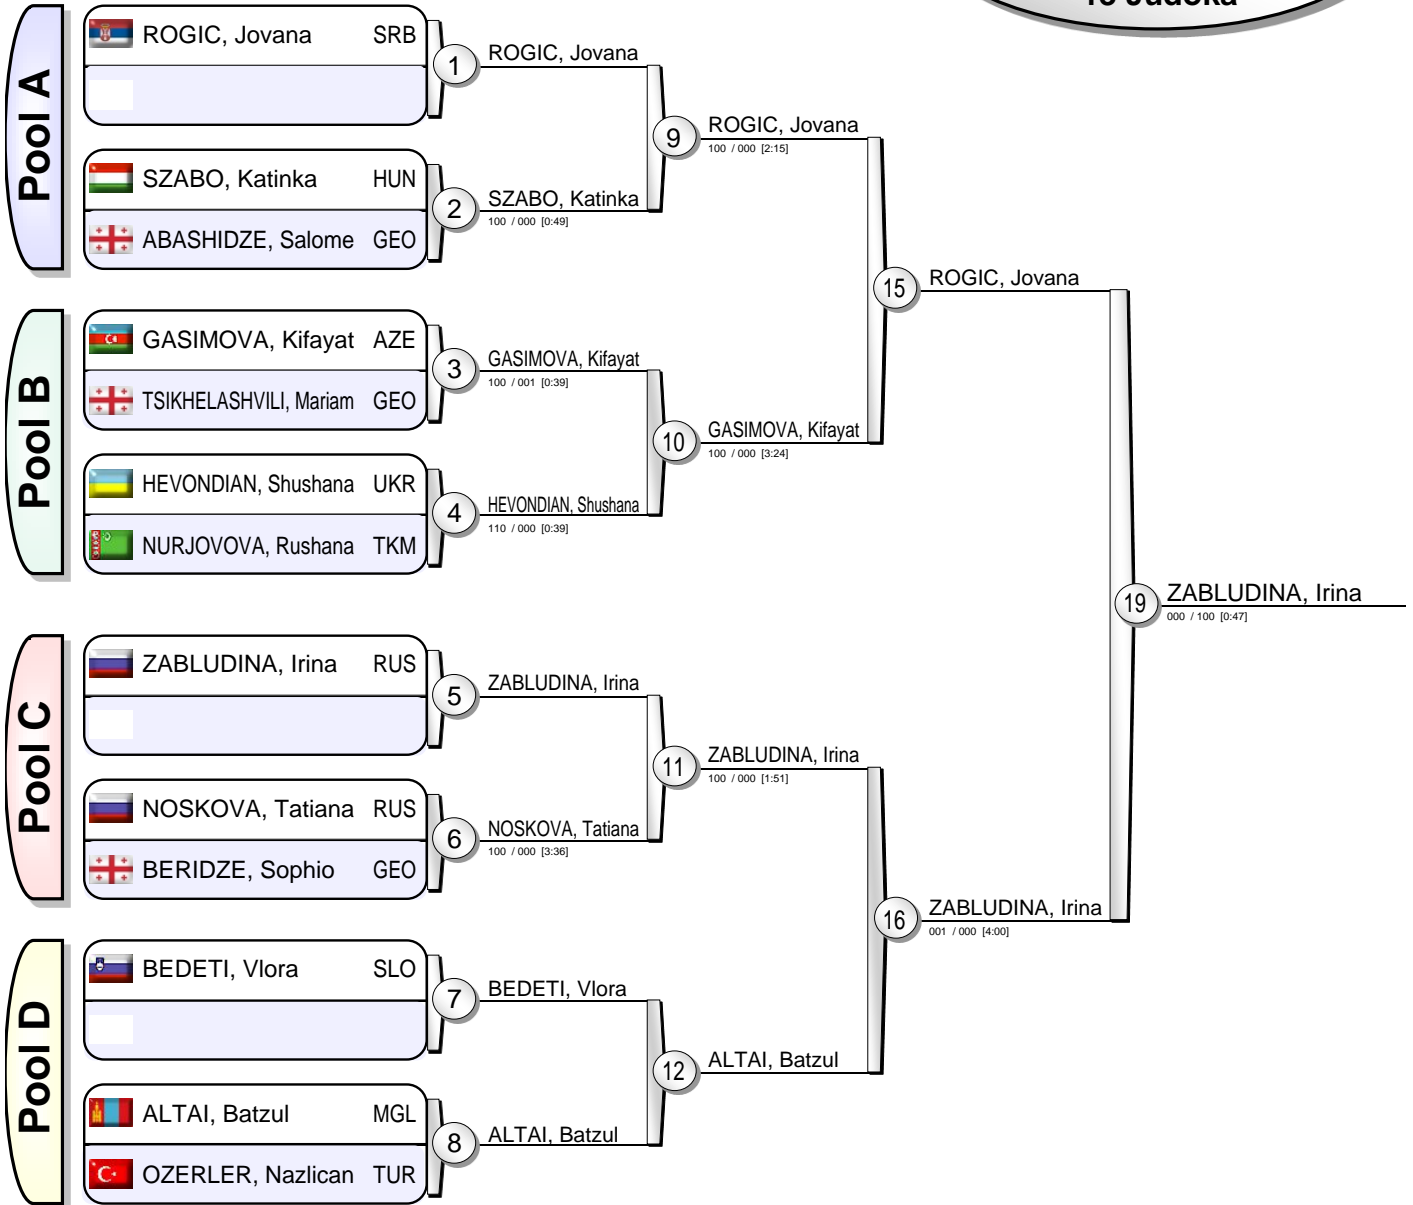 Pool A
ROGIC, Jovana SRB
SZABO, Katinka HUN
ABASHIDZE, Salome GEO
Pool B
GASIMOVA, Kifayat AZE
TSIKHELASHVILI, Mariam GEO
HEVONDIAN, Shushana UKR
NURJOVOVA, Rushana TKM
Pool C
ZABLUDINA, Irina RUS
NOSKOVA, Tatiana RUS
BERIDZE, Sophio GEO
Pool D
BEDETI, Vlora SLO
ALTAI, Batzul MGL
OZERLER, Nazlican TUR
1
ROGIC, Jovana
2
SZABO, Katinka
100 / 000 [0:49]
3
GASIMOVA, Kifayat
100 / 001 [0:39]
4
HEVONDIAN, Shushana
110 / 000 [0:39]
5
ZABLUDINA, Irina
6
NOSKOVA, Tatiana
100 / 000 [3:36]
7
BEDETI, Vlora
8
ALTAI, Batzul
9
ROGIC, Jovana
100 / 000 [2:15]
10
GASIMOVA, Kifayat
100 / 000 [3:24]
11
ZABLUDINA, Irina
100 / 000 [1:51]
12
ALTAI, Batzul
15
ROGIC, Jovana
16
ZABLUDINA, Irina
001 / 000 [4:00]
19
ZABLUDINA, Irina
000 / 100 [0:47]